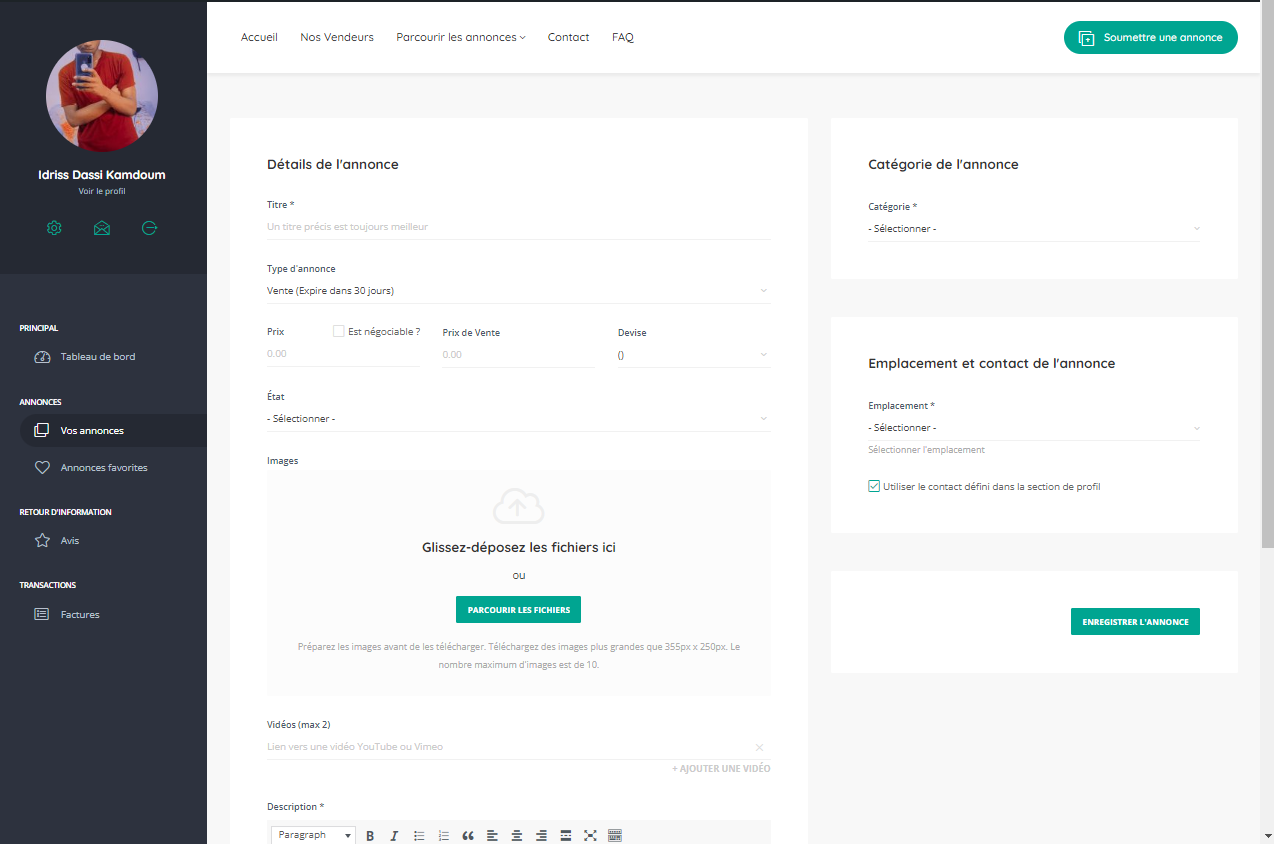 Idriss Dassi Kamdoum
Voir le profil
PRINCIPAL
Tableau de bord
ANNONCES
Vos annonces
Annonces favorites
RETOUR D'INFORMATION
Avis
TRANSACTIONS
Factures
Accueil Nos Vendeurs Parcourir les annonces Contact FAQ
Soumettre une annonce
Détails de l'annonce
Titre *
Un titre précis est toujours meilleur
Type d'annonce
Vente (Expire dans 30 jours)
Prix Est négociable ? Prix de Vente Devise
0.00 0.00 ()
État
- Sélectionner -
Images
Glissez-déposez les fichiers ici
ou
PARCOURIR LES FICHIERS
Préparez les images avant de les télécharger. Téléchargez des images plus grandes que 355px x 250px. Le
nombre maximum d'images est de 10.
Vidéos (max 2)
Lien vers une vidéo YouTube ou Vimeo
+ AJOUTER UNE VIDÉO
Description *
Paragraph B I
Catégorie de l'annonce
Catégorie *
- Sélectionner -
Emplacement et contact de l'annonce
Emplacement *
- Sélectionner -
Sélectionner l'emplacement
Utiliser le contact défini dans la section de profil
ENREGISTRER L'ANNONCE